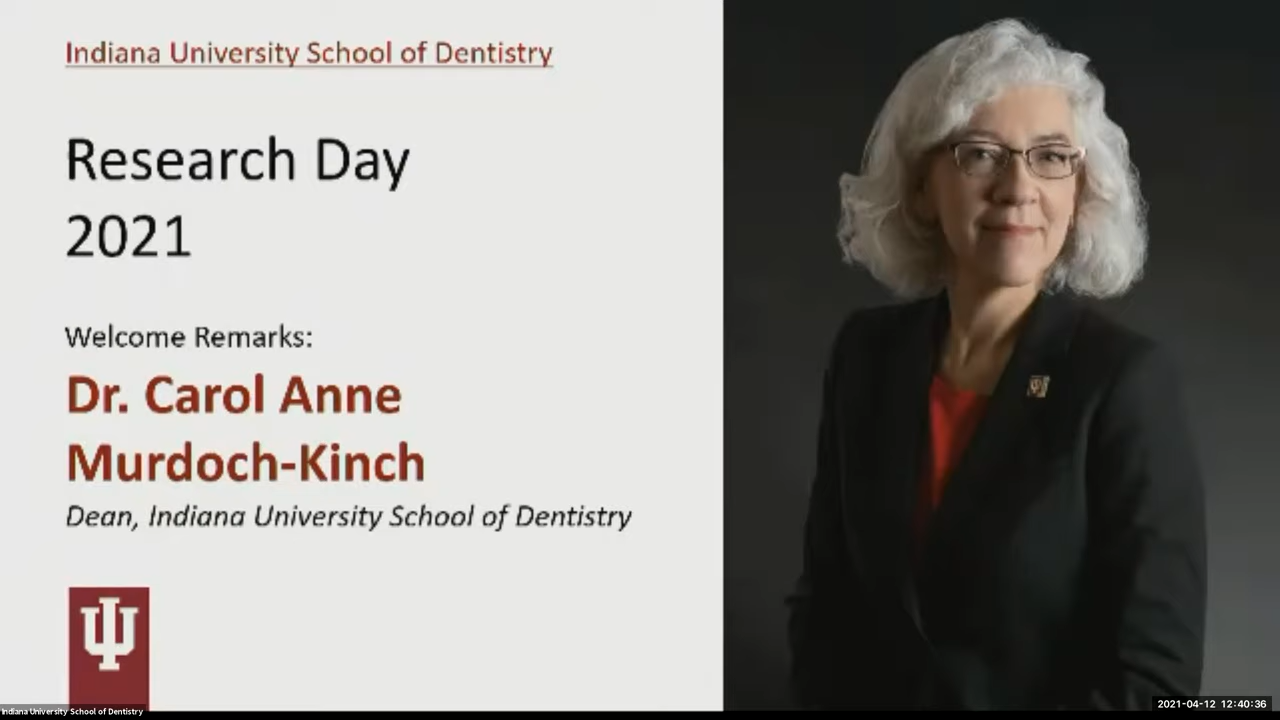 Indiana University School of Dentistry
Research Day
2021
Welcome Remarks:
Dr. Carol Anne
Murdoch-Kinch
Dean, Indiana University School of Dentistry
Indiana University School of Dentistry
2021-04-12 12:40:36